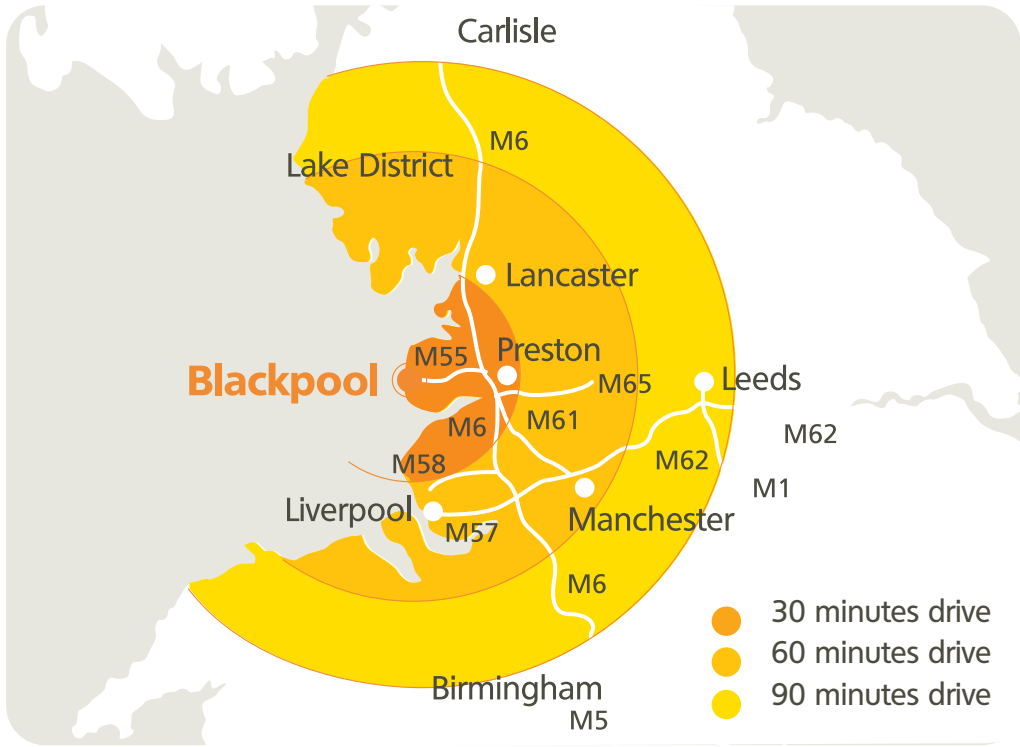 Carlisle
M6
Lake District
Lancaster
M55
Preston
Blackpool
M65
Leeds
M6
M61
M62
M58
M62
M1
Liverpool
M57
Manchester
M6
30 minutes drive
60 minutes drive
90 minutes drive
Birmingham
M5